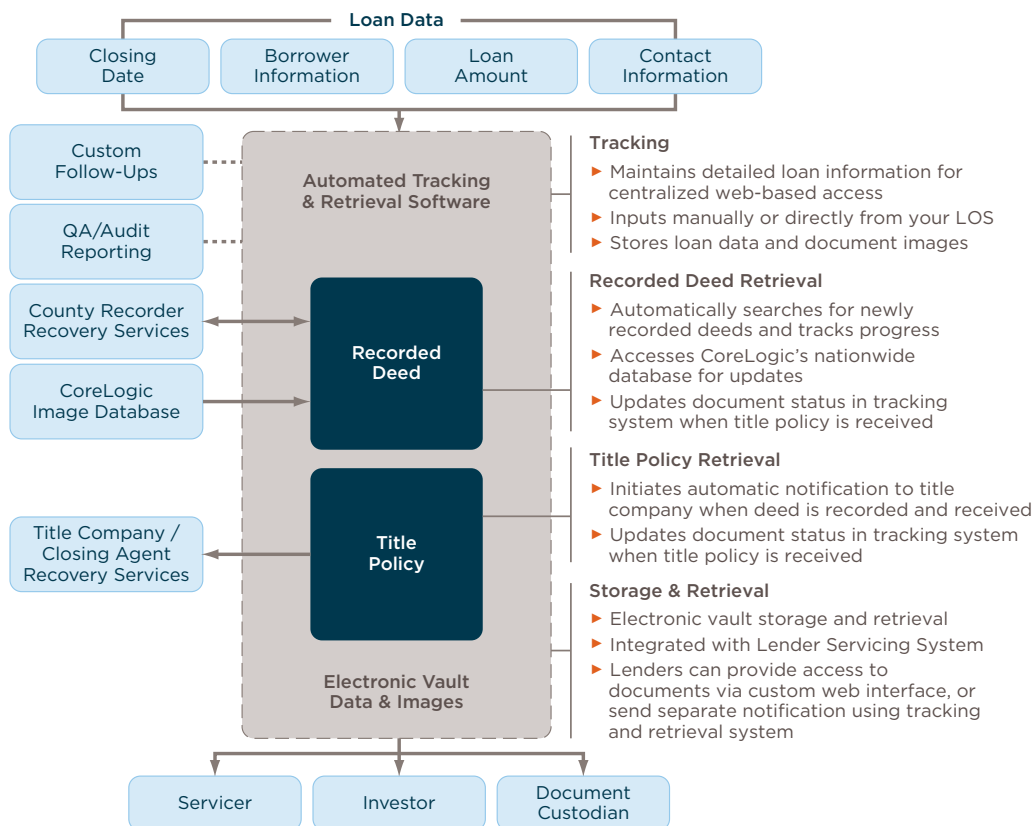 Loan Data
Closing
Date
Borrower
Information
Loan
Amount
Contact
Information
Custom
Follow-Ups
QA/Audit
Reporting
County Recorder
Recovery Services
CoreLogic
Image Database
Title Company /
Closing Agent
Recovery Services
Automated Tracking
& Retrieval Software
Recorded
Deed
Title
Policy
Electronic Vault
Data & Images
Tracking
▶ Maintains detailed loan information for
centralized web-based access
▶ Inputs manually or directly from your LOS
▶ Stores loan data and document images
Recorded Deed Retrieval
▶ Automatically searches for newly
recorded deeds and tracks progress
▶ Accesses CoreLogic's nationwide
database for updates
▶ Updates document status in tracking
system when title policy is received
Title Policy Retrieval
▶ Initiates automatic notification to title
company when deed is recorded and received
▶ Updates document status in tracking system
when title policy is received
Storage & Retrieval
▶ Electronic vault storage and retrieval
▶ Integrated with Lender Servicing System
▶ Lenders can provide access to
documents via custom web interface, or
send separate notification using tracking
and retrieval system
Servicer
Investor
Document
Custodian